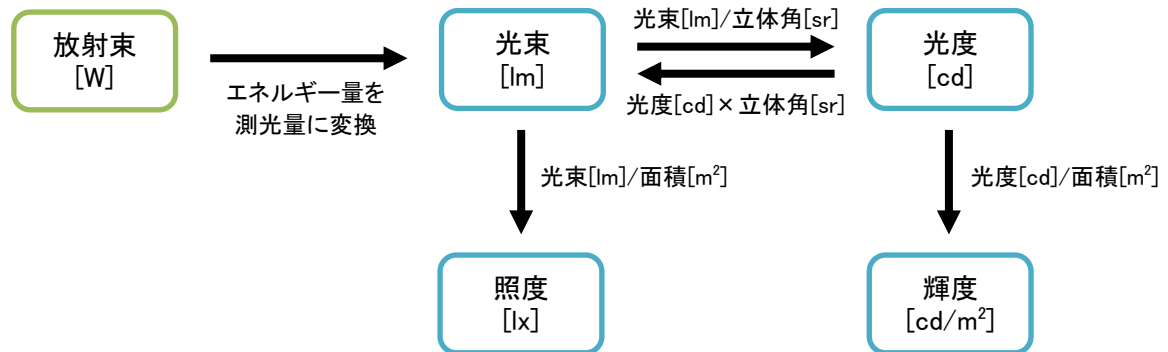 放射束
[W]
エネルギー量を
測光量に変換
光束
[lm]
光束[lm]/立体角[sr]
光度[cd]×立体角[sr]
光度
[cd]
光束[lm]/面積[m²]
光度[cd]/面積[m²]
照度
[lx]
輝度
[cd/m²]